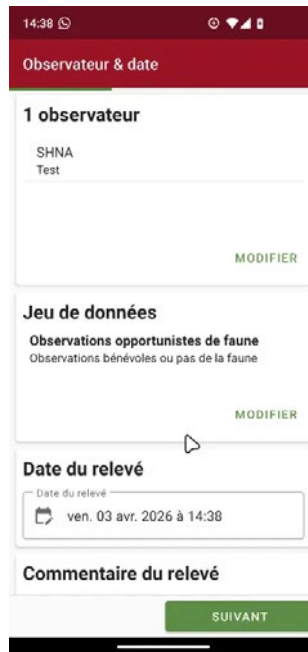 14:38
Observateur & date
1 observateur
SHNA
Test
MODIFIER
Jeu de données
Observations opportunistes de faune
Observations bénévoles ou pas de la faune
MODIFIER
Date du relevé
Date du relevé
ven. 03 avr. 2026 à 14:38
Commentaire du relevé
SUIVANT